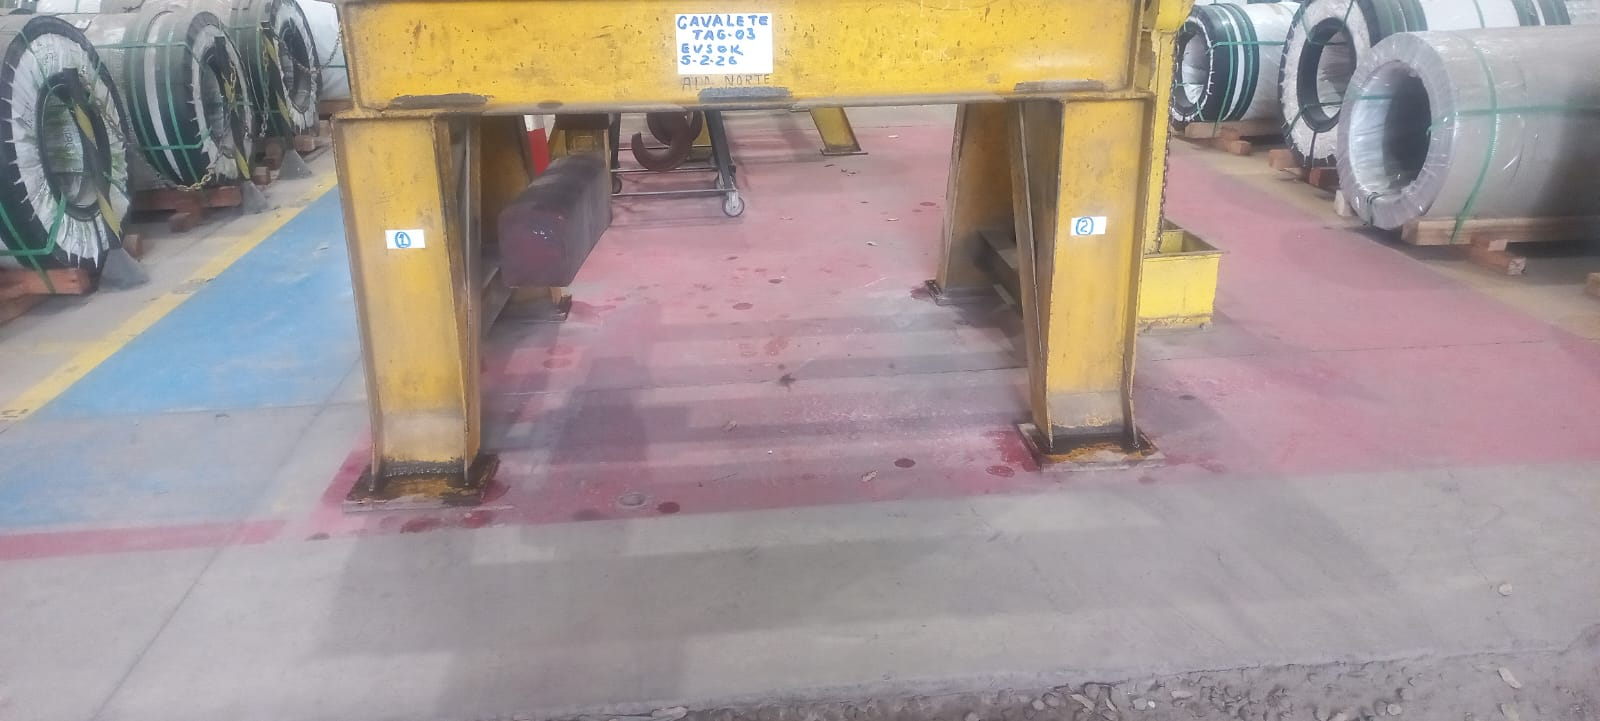 CAVALETE
TAG-03
EVSOK
5-2-26
ALA NORTE
1
2